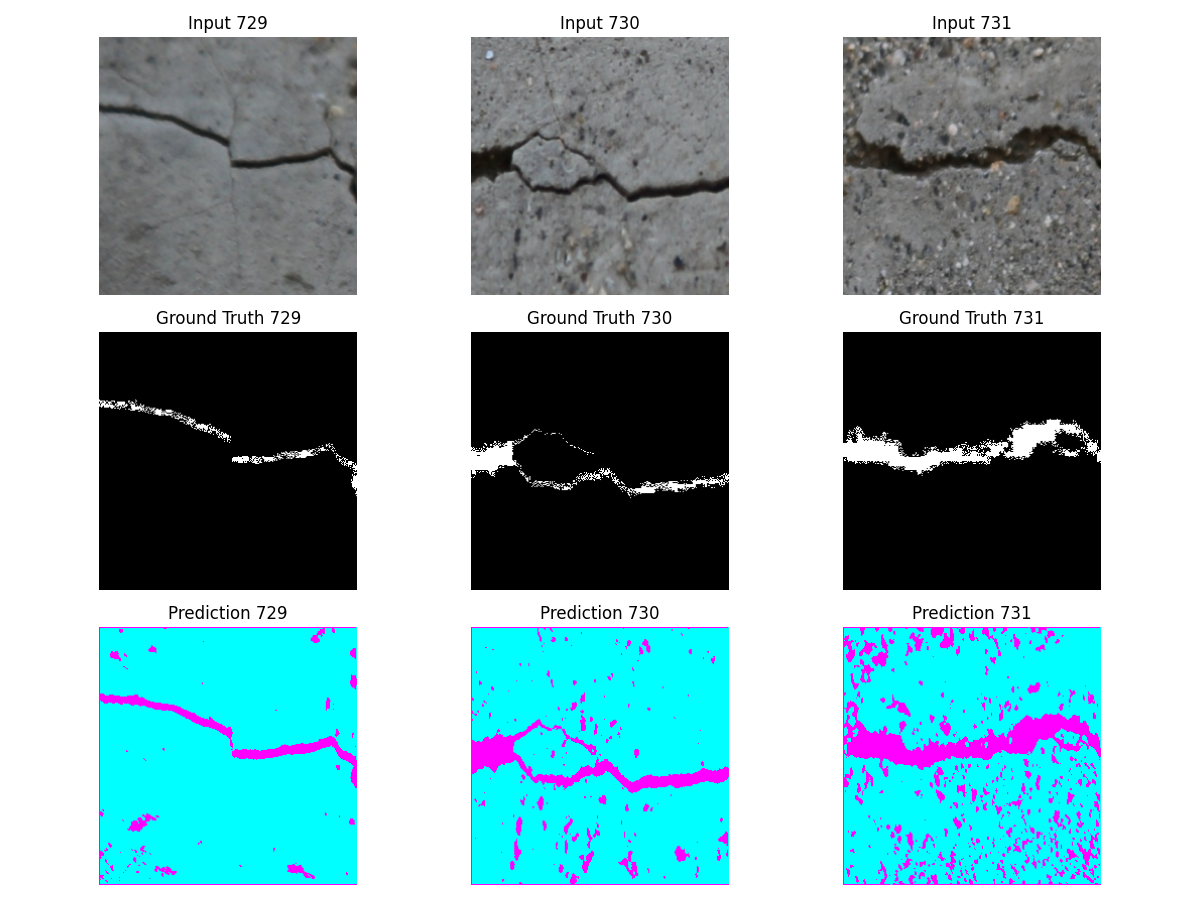 Input 729
Input 730
Input 731
Ground Truth 729
Ground Truth 730
Ground Truth 731
Prediction 729
Prediction 730
Prediction 731